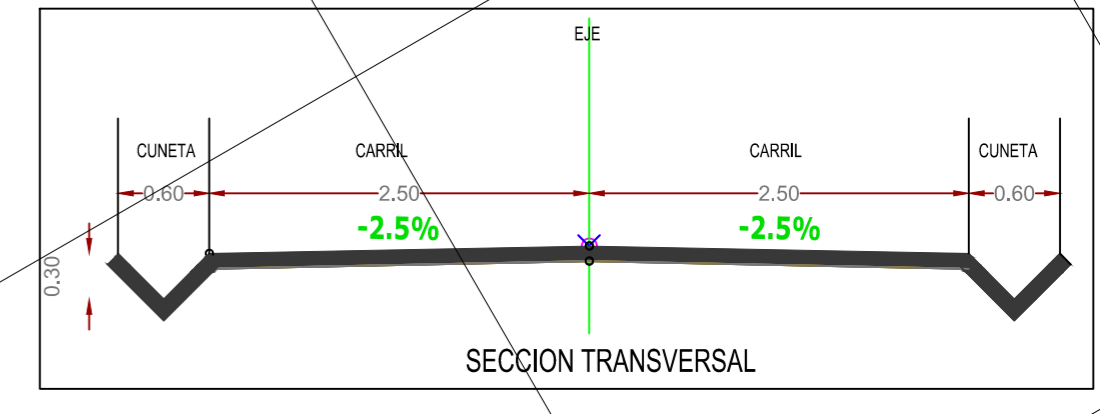 EJE
CUNETA CARRIL CARRIL CUNETA
0.60 2.50 2.50 0.60
-2.5% -2.5%
0.30
SECCION TRANSVERSAL